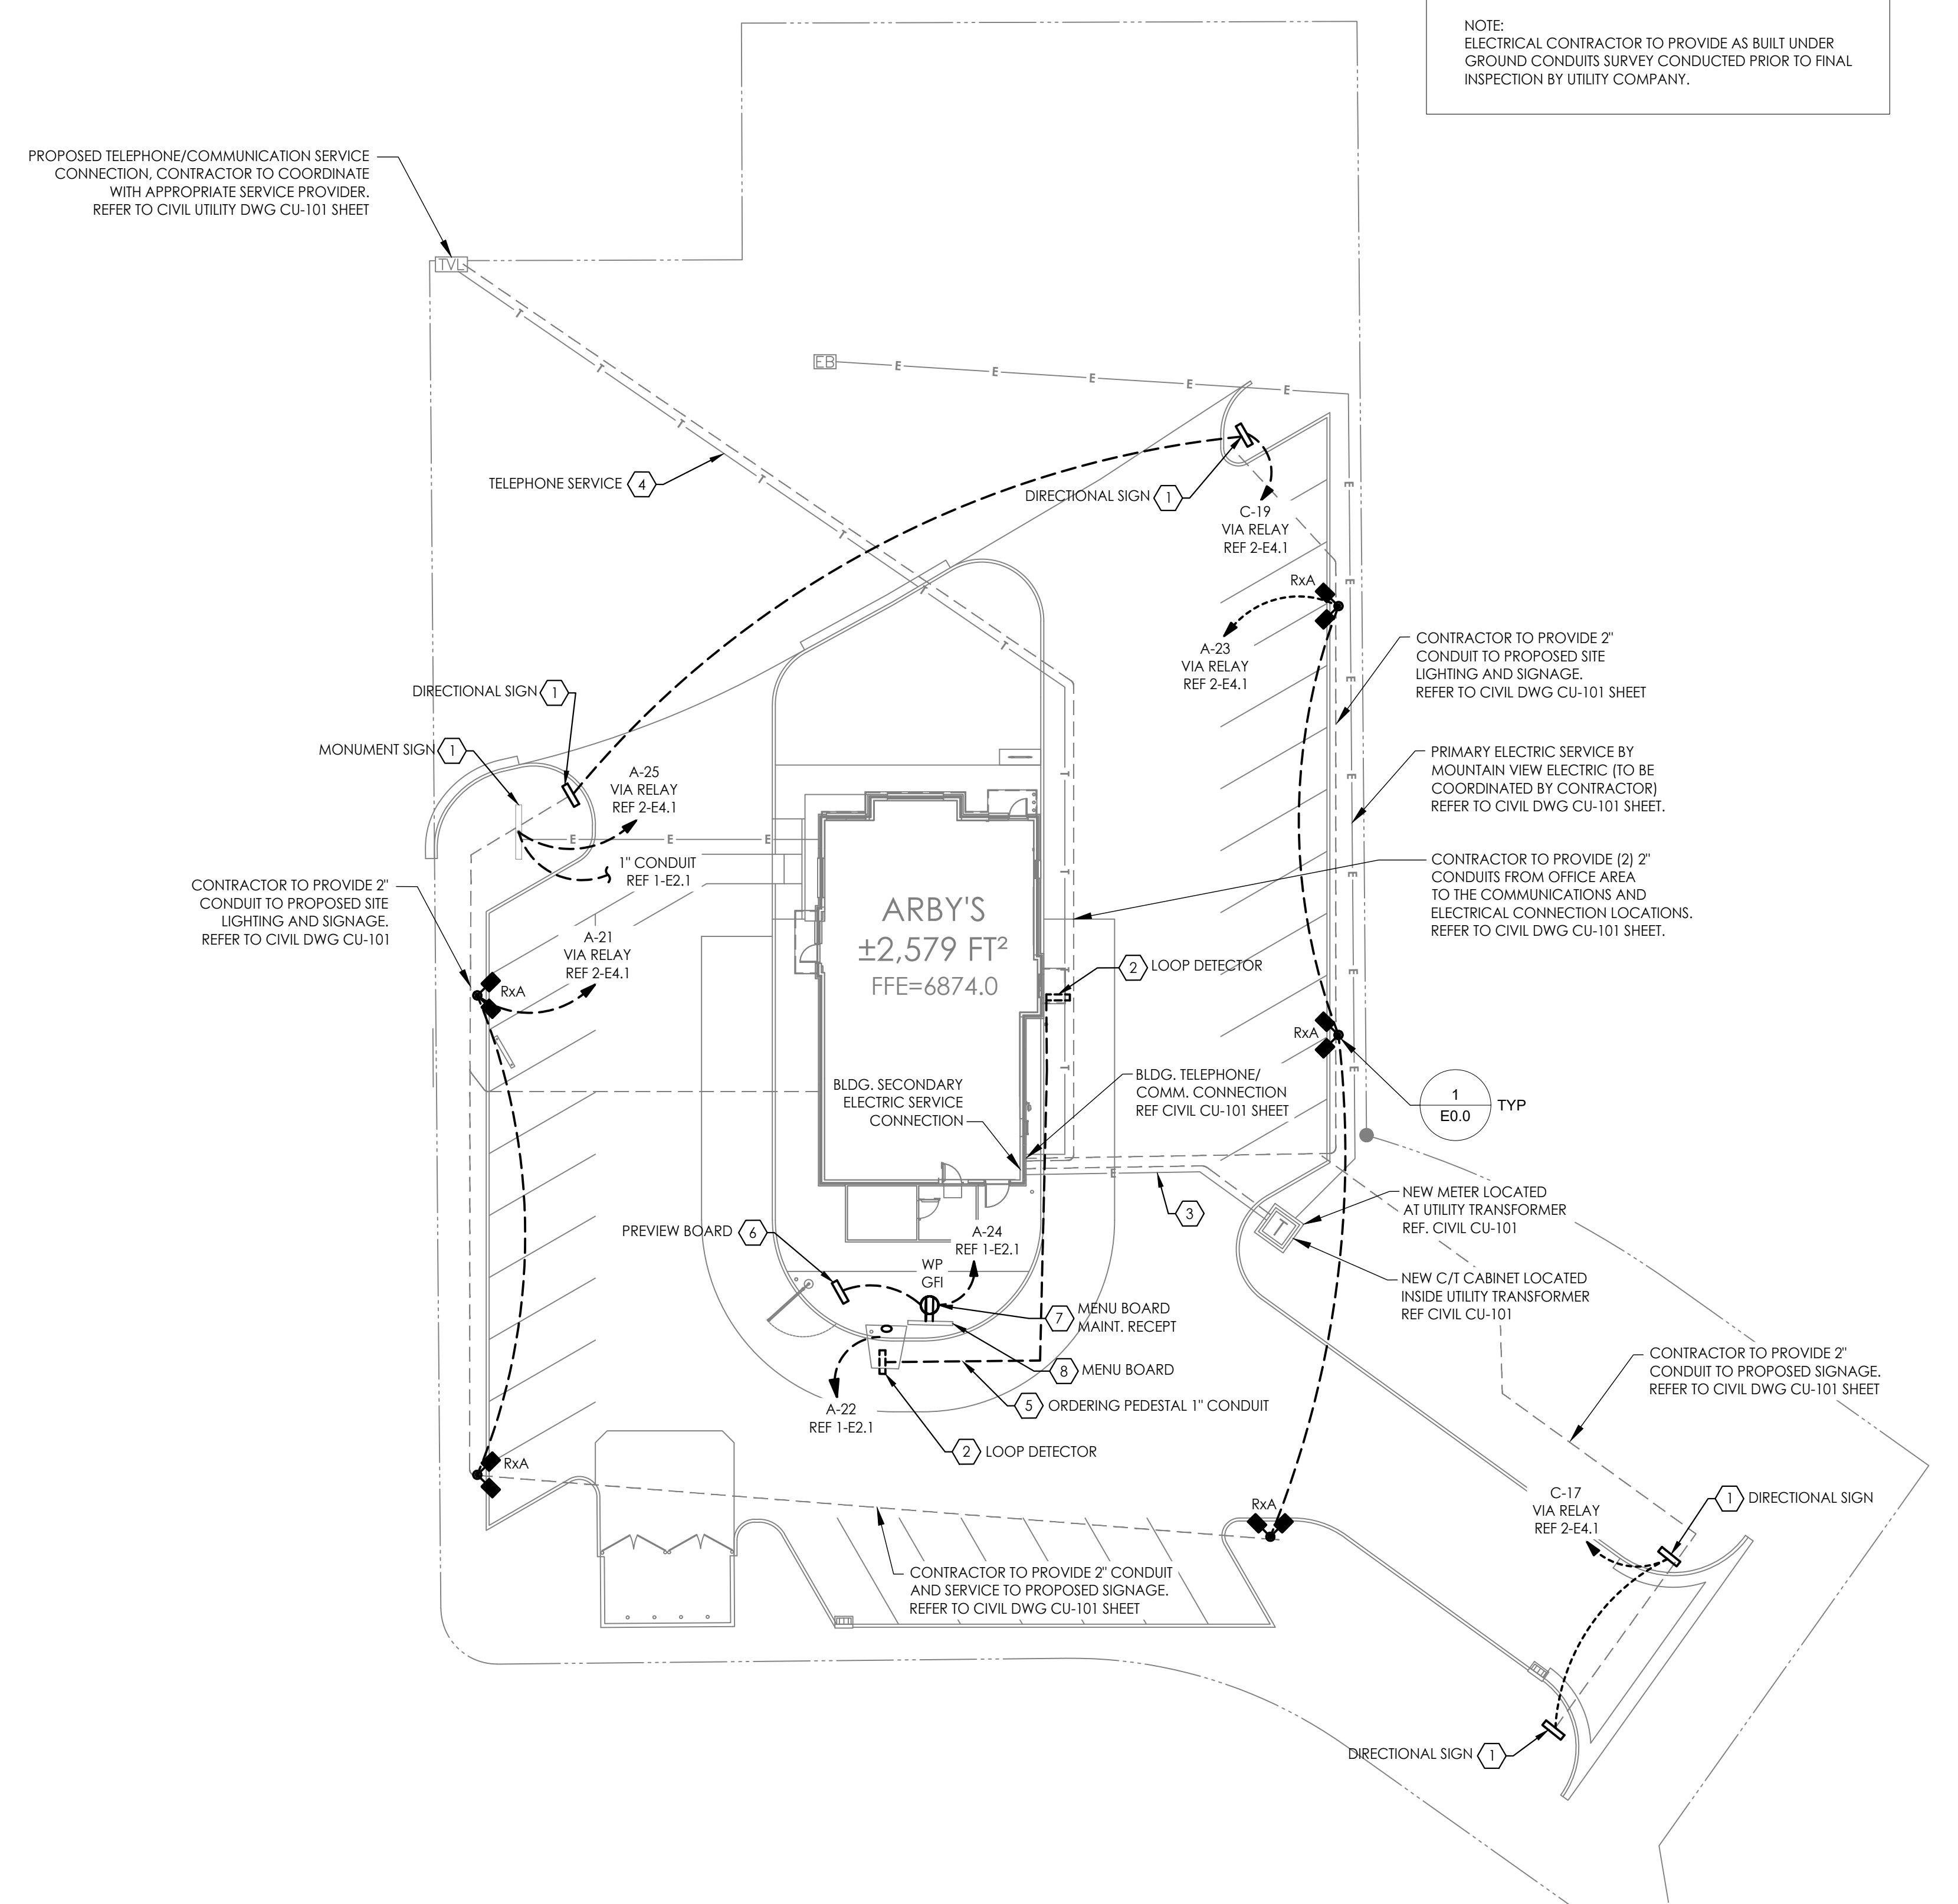 NOTE:
ELECTRICAL CONTRACTOR TO PROVIDE AS BUILT UNDER
GROUND CONDUITS SURVEY CONDUCTED PRIOR TO FINAL
INSPECTION BY UTILITY COMPANY.
PROPOSED TELEPHONE/COMMUNICATION SERVICE
CONNECTION, CONTRACTOR TO COORDINATE
WITH APPROPRIATE SERVICE PROVIDER.
REFER TO CIVIL UTILITY DWG CU-101 SHEET
TVL
T
T
T
T
T
T
T
EB
E
E
E
E
E
TELEPHONE SERVICE 4
DIRECTIONAL SIGN 1
C-19
VIA RELAY
REF 2-E4.1
E
E
E
E
E
E
E
RxA
A-23
VIA RELAY
REF 2-E4.1
CONTRACTOR TO PROVIDE 2"
CONDUIT TO PROPOSED SITE
LIGHTING AND SIGNAGE.
REFER TO CIVIL DWG CU-101 SHEET
DIRECTIONAL SIGN 1
MONUMENT SIGN 1
A-25
VIA RELAY
REF 2-E4.1
E
E
E
1" CONDUIT
REF 1-E2.1
PRIMARY ELECTRIC SERVICE BY
MOUNTAIN VIEW ELECTRIC (TO BE
COORDINATED BY CONTRACTOR)
REFER TO CIVIL DWG CU-101 SHEET.
CONTRACTOR TO PROVIDE (2) 2"
CONDUITS FROM OFFICE AREA
TO THE COMMUNICATIONS AND
ELECTRICAL CONNECTION LOCATIONS.
REFER TO CIVIL DWG CU-101 SHEET.
CONTRACTOR TO PROVIDE 2"
CONDUIT TO PROPOSED SITE
LIGHTING AND SIGNAGE.
REFER TO CIVIL DWG CU-101
A-21
VIA RELAY
REF 2-E4.1
RxA
ARBY'S
±2,579 FT²
FFE=6874.0
T
T
T
T
2 LOOP DETECTOR
RxA
BLDG. SECONDARY
ELECTRIC SERVICE
CONNECTION
BLDG. TELEPHONE/
COMM. CONNECTION
REF CIVIL CU-101 SHEET
1
E0.0
TYP
E
3
T
NEW METER LOCATED
AT UTILITY TRANSFORMER
REF. CIVIL CU-101
NEW C/T CABINET LOCATED
INSIDE UTILITY TRANSFORMER
REF CIVIL CU-101
PREVIEW BOARD 6
A-24
REF 1-E2.1
WP
GFI
7 MENU BOARD
MAINT. RECEPT
8 MENU BOARD
5 ORDERING PEDESTAL 1" CONDUIT
A-22
REF 1-E2.1
2 LOOP DETECTOR
CONTRACTOR TO PROVIDE 2"
CONDUIT TO PROPOSED SIGNAGE.
REFER TO CIVIL DWG CU-101 SHEET
RxA
RxA
C-17
VIA RELAY
REF 2-E4.1
1 DIRECTIONAL SIGN
CONTRACTOR TO PROVIDE 2" CONDUIT
AND SERVICE TO PROPOSED SIGNAGE.
REFER TO CIVIL DWG CU-101 SHEET
DIRECTIONAL SIGN 1